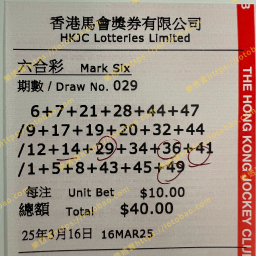 香港馬會獎券有限公司
HKJC Lotteries Limited
六合彩 Mark Six
期數 / Draw No. 029
6+7+21+28+44+47
/9+17+19+20+32+44
/12+14+29+34+36+41
/1+5+8+43+45+49
每注 Unit Bet $10.00
總額 Total $40.00
25年3月16日 16MAR25
THE HONG KONG JOCKEY CLUB